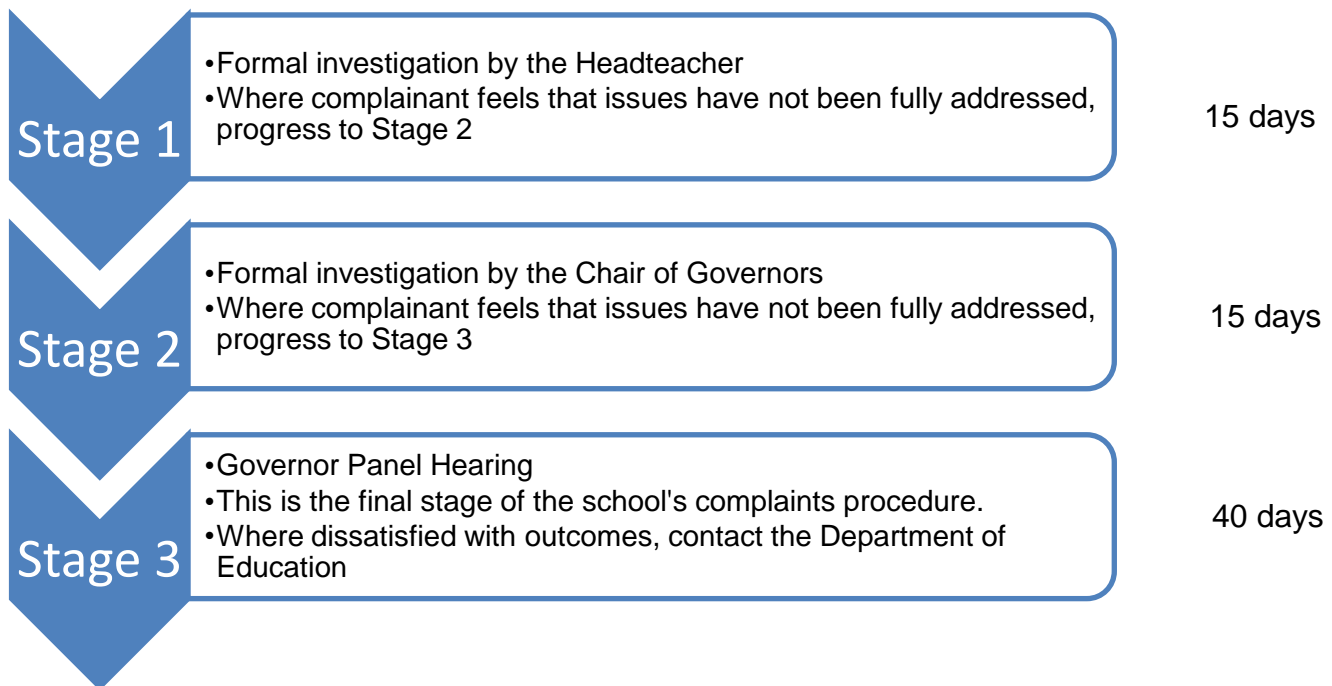 Stage 1
•Formal investigation by the Headteacher
•Where complainant feels that issues have not been fully addressed,
progress to Stage 2
15 days
Stage 2
•Formal investigation by the Chair of Governors
•Where complainant feels that issues have not been fully addressed,
progress to Stage 3
15 days
Stage 3
•Governor Panel Hearing
•This is the final stage of the school's complaints procedure.
•Where dissatisfied with outcomes, contact the Department of
Education
40 days